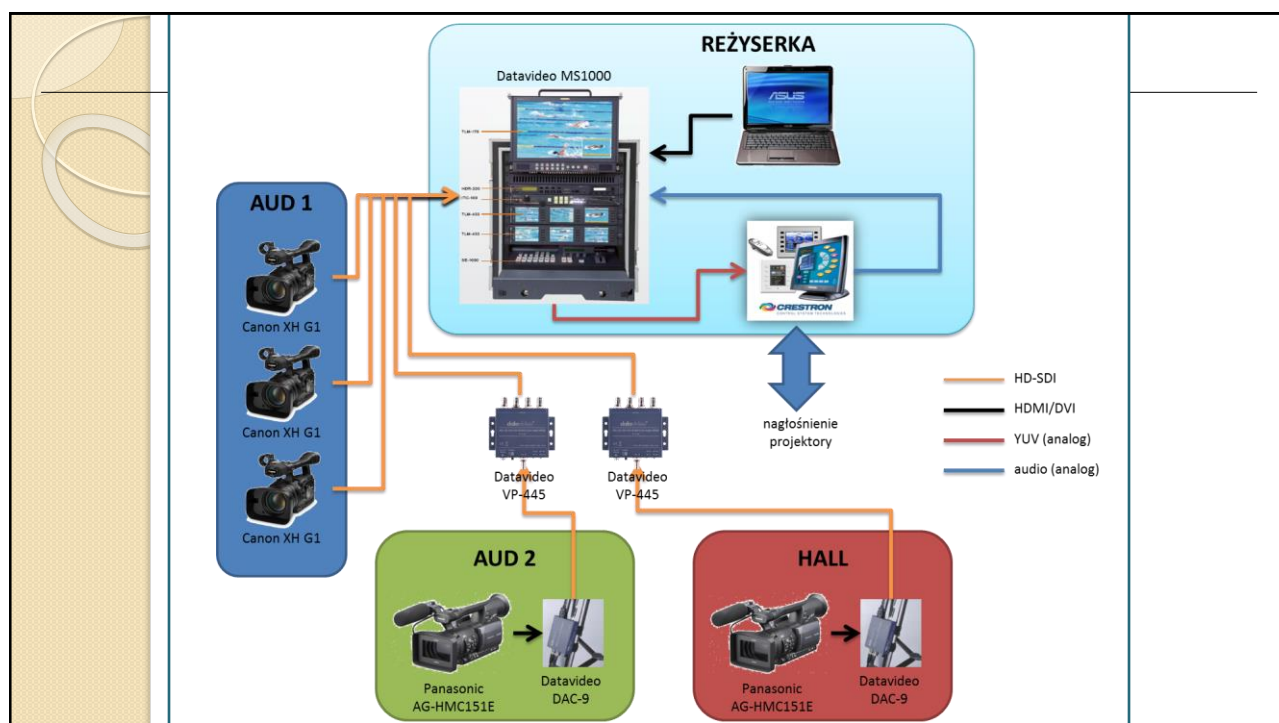 REŻYSERKA
Datavideo MS1000
ASUS
CRESTRON
AUD 1
Canon XH G1
Canon XH G1
Canon XH G1
Datavideo
VP-445
Datavideo
VP-445
nagłośnienie
projektory
HD-SDI
HDMI/DVI
YUV (analog)
audio (analog)
AUD 2
Panasonic
AG-HMC151E
Datavideo
DAC-9
HALL
Panasonic
AG-HMC151E
Datavideo
DAC-9